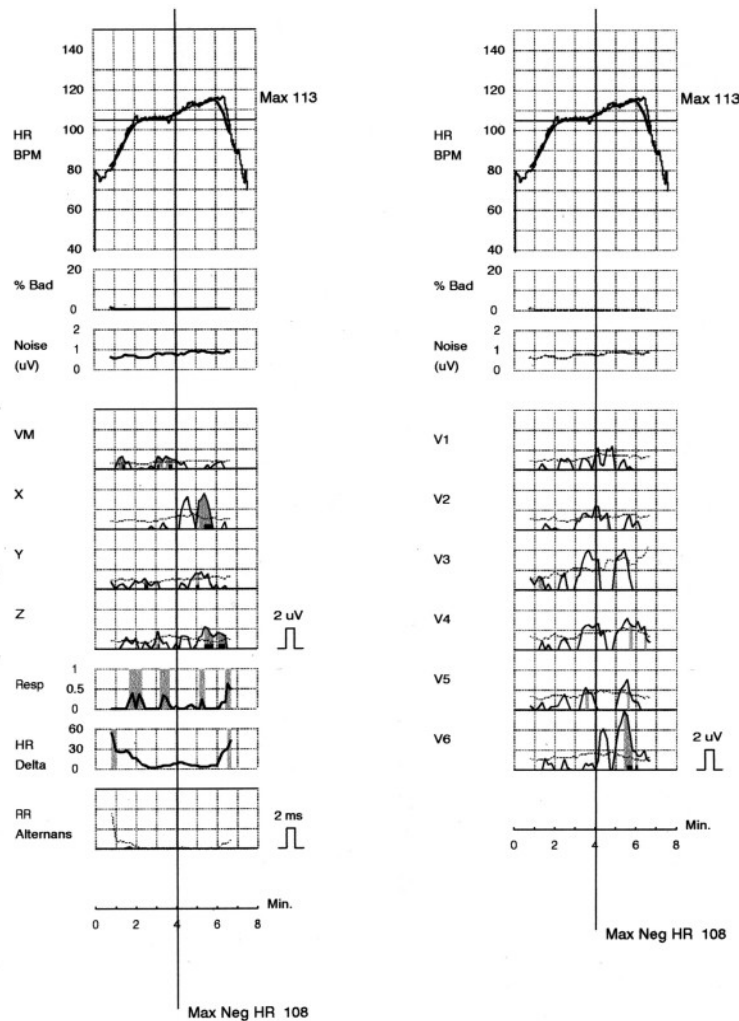 140
120
Max 113
HR
100
BPM
80
60
40
20
% Bad
0
2
Noise
1
(uV)
0
VM
X
Y
Z
2 uV
1
Resp
0.5
0
60
HR
30
Delta
0
RR
2 ms
Alternans
Min.
0 2 4 6 8
Max Neg HR 108
140
120
Max 113
HR
100
BPM
80
60
40
20
% Bad
0
2
Noise
1
(uV)
0
V1
V2
V3
V4
V5
V6
2 uV
Min.
0 2 4 6 8
Max Neg HR 108